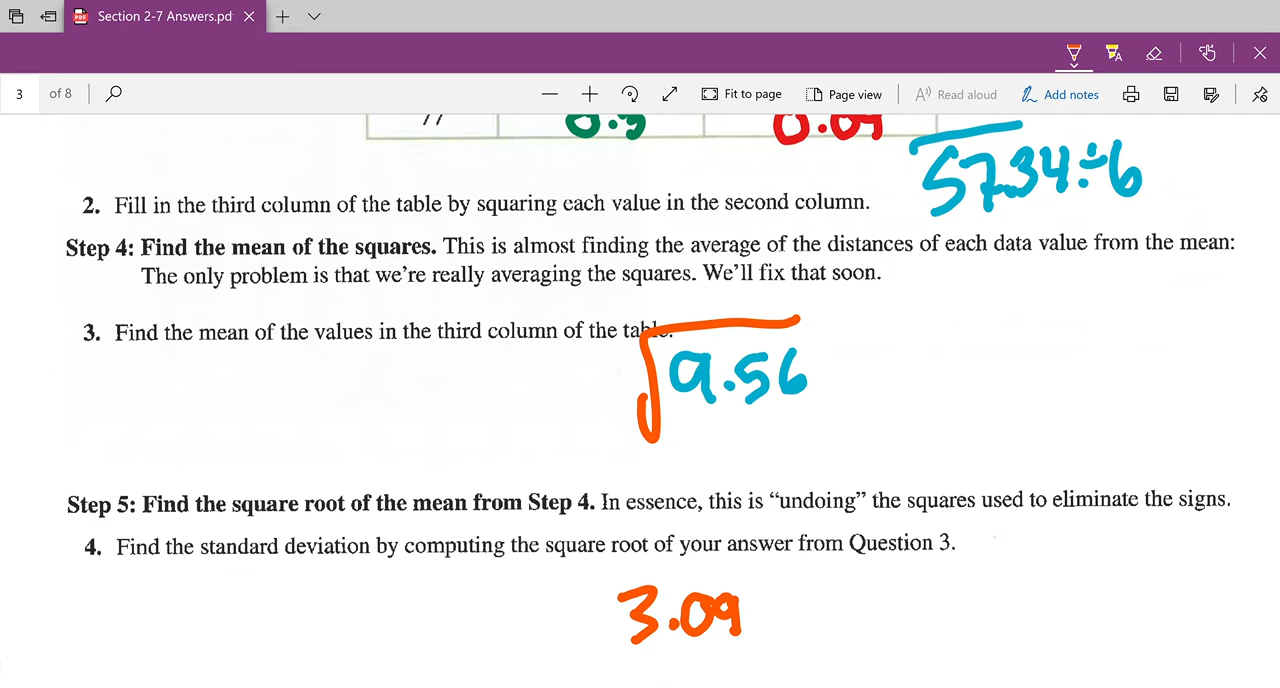 Section 2-7 Answers.pd
3 of 8 Fit to page Page view A Read aloud Add notes
77 0.3 0.09
57.34÷6
2. Fill in the third column of the table by squaring each value in the second column.
Step 4: Find the mean of the squares. This is almost finding the average of the distances of each data value from the mean:
The only problem is that we’re really averaging the squares. We’ll fix that soon.
3. Find the mean of the values in the third column of the table.
√9.56
Step 5: Find the square root of the mean from Step 4. In essence, this is “undoing” the squares used to eliminate the signs.
4. Find the standard deviation by computing the square root of your answer from Question 3.
3.09